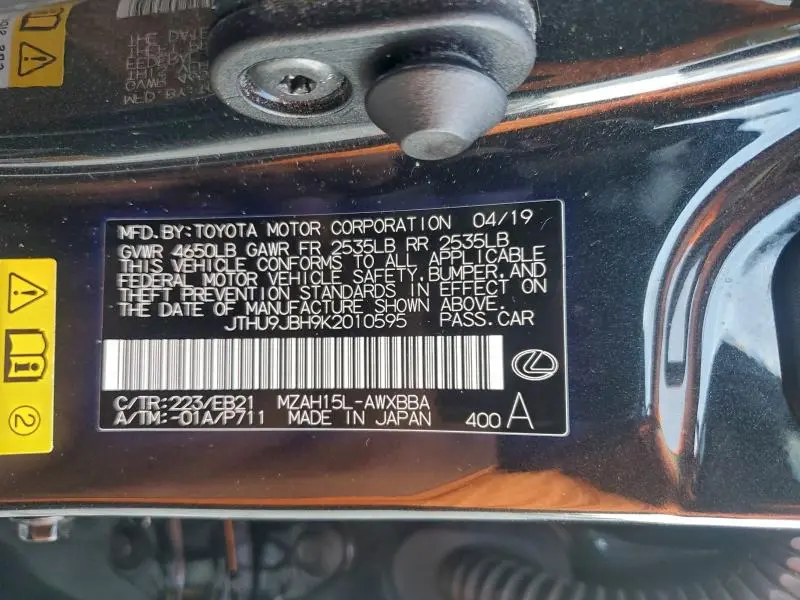 MFD. BY: TOYOTA MOTOR CORPORATION 04/19
GVWR 4650LB GAWR FR 2535LB RR 2535LB
THIS VEHICLE CONFORMS TO ALL APPLICABLE
FEDERAL MOTOR VEHICLE SAFETY, BUMPER, AND
THEFT PREVENTION STANDARDS IN EFFECT ON
THE DATE OF MANUFACTURE SHOWN ABOVE.
JTHU9JBH9K2010595 PASS.CAR
C/TR:223/EB21 MZAH15L-AWXBBA
A/TM:-01A/P711 MADE IN JAPAN 400 A
2